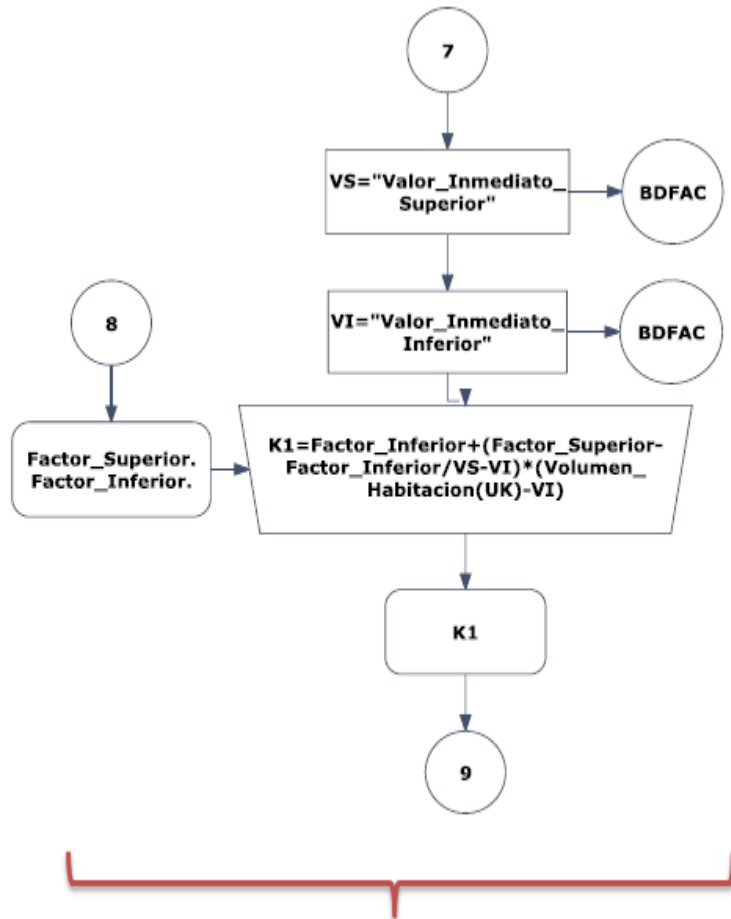 7
VS="Valor_Inmediato_
Superior"
BDFAC
VI="Valor_Inmediato_
Inferior"
BDFAC
8
Factor_Superior.
Factor_Inferior.
K1=Factor_Inferior+(Factor_Superior-
Factor_Inferior/VS-VI)*(Volumen_
Habitacion(UK)-VI)
K1
9